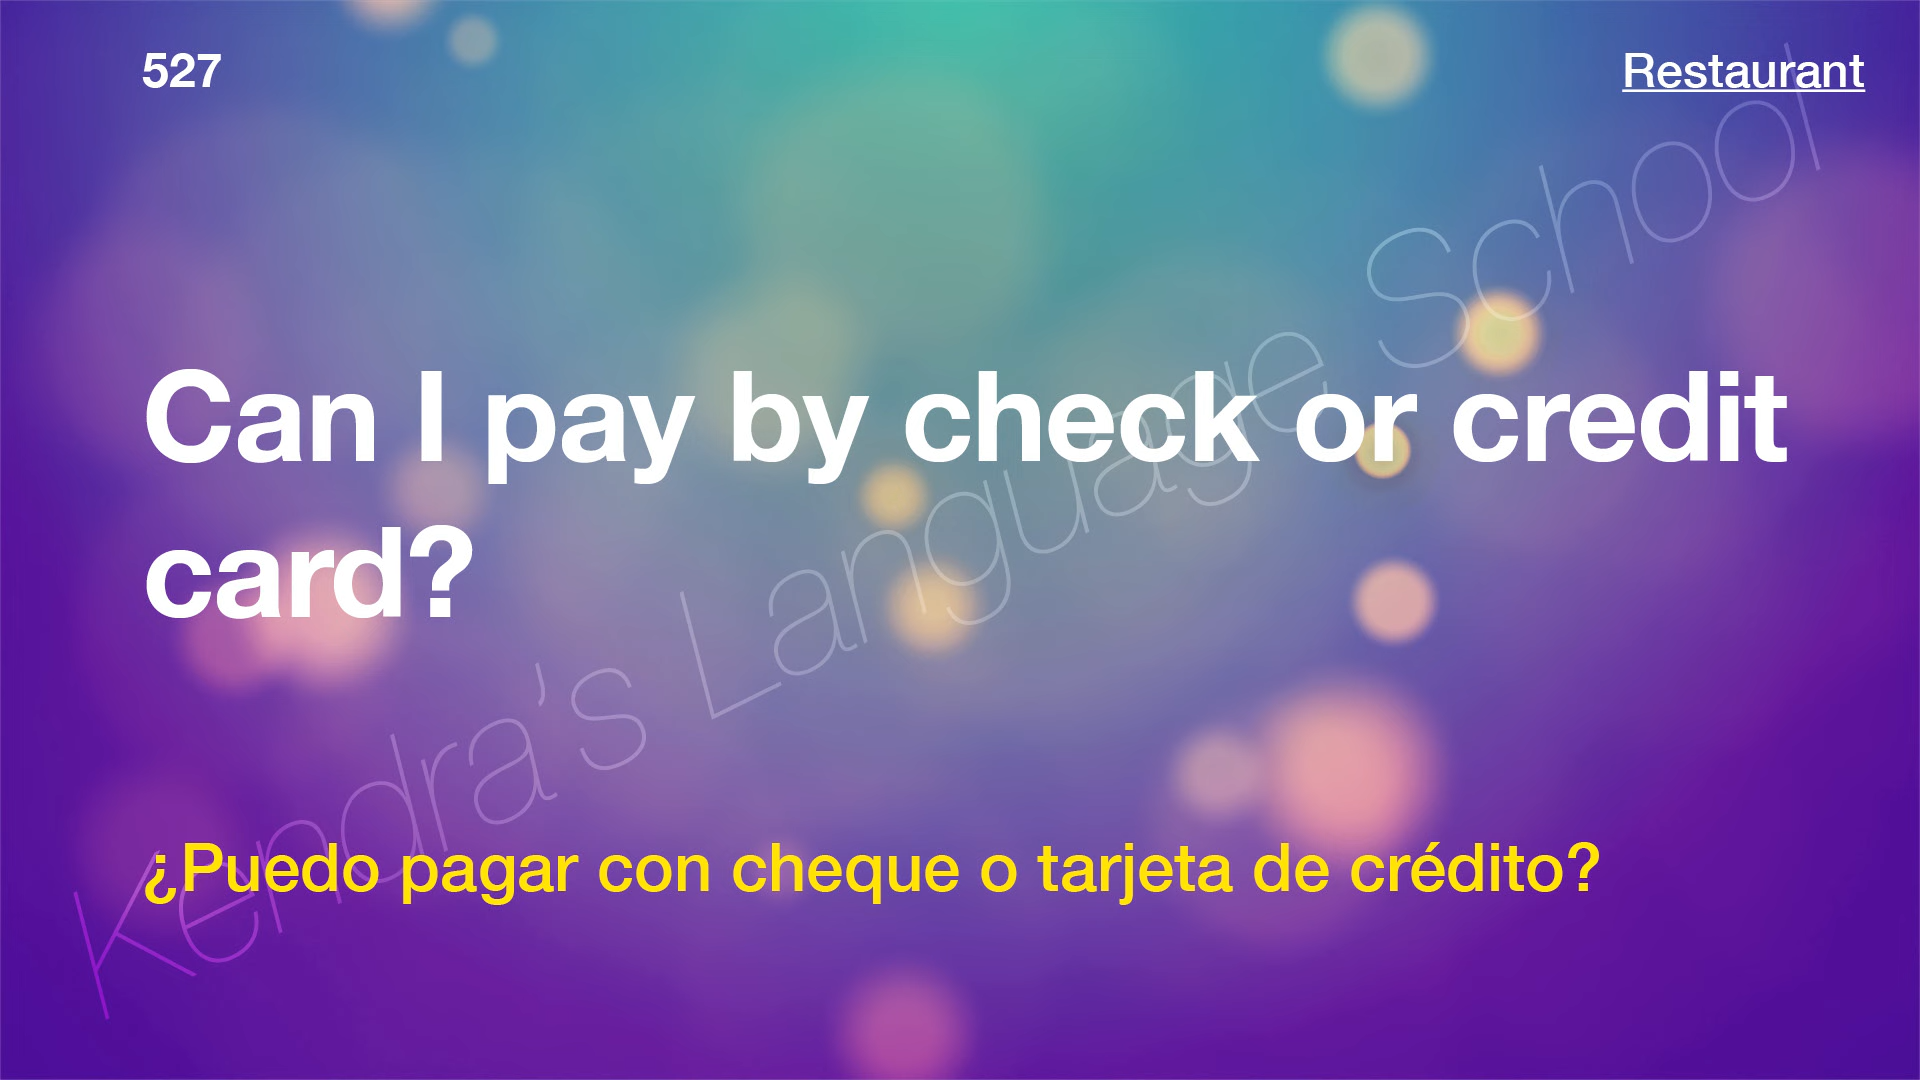 527
Restaurant
Can I pay by check or credit
card?
¿Puedo pagar con cheque o tarjeta de crédito?
Kendra's Language School